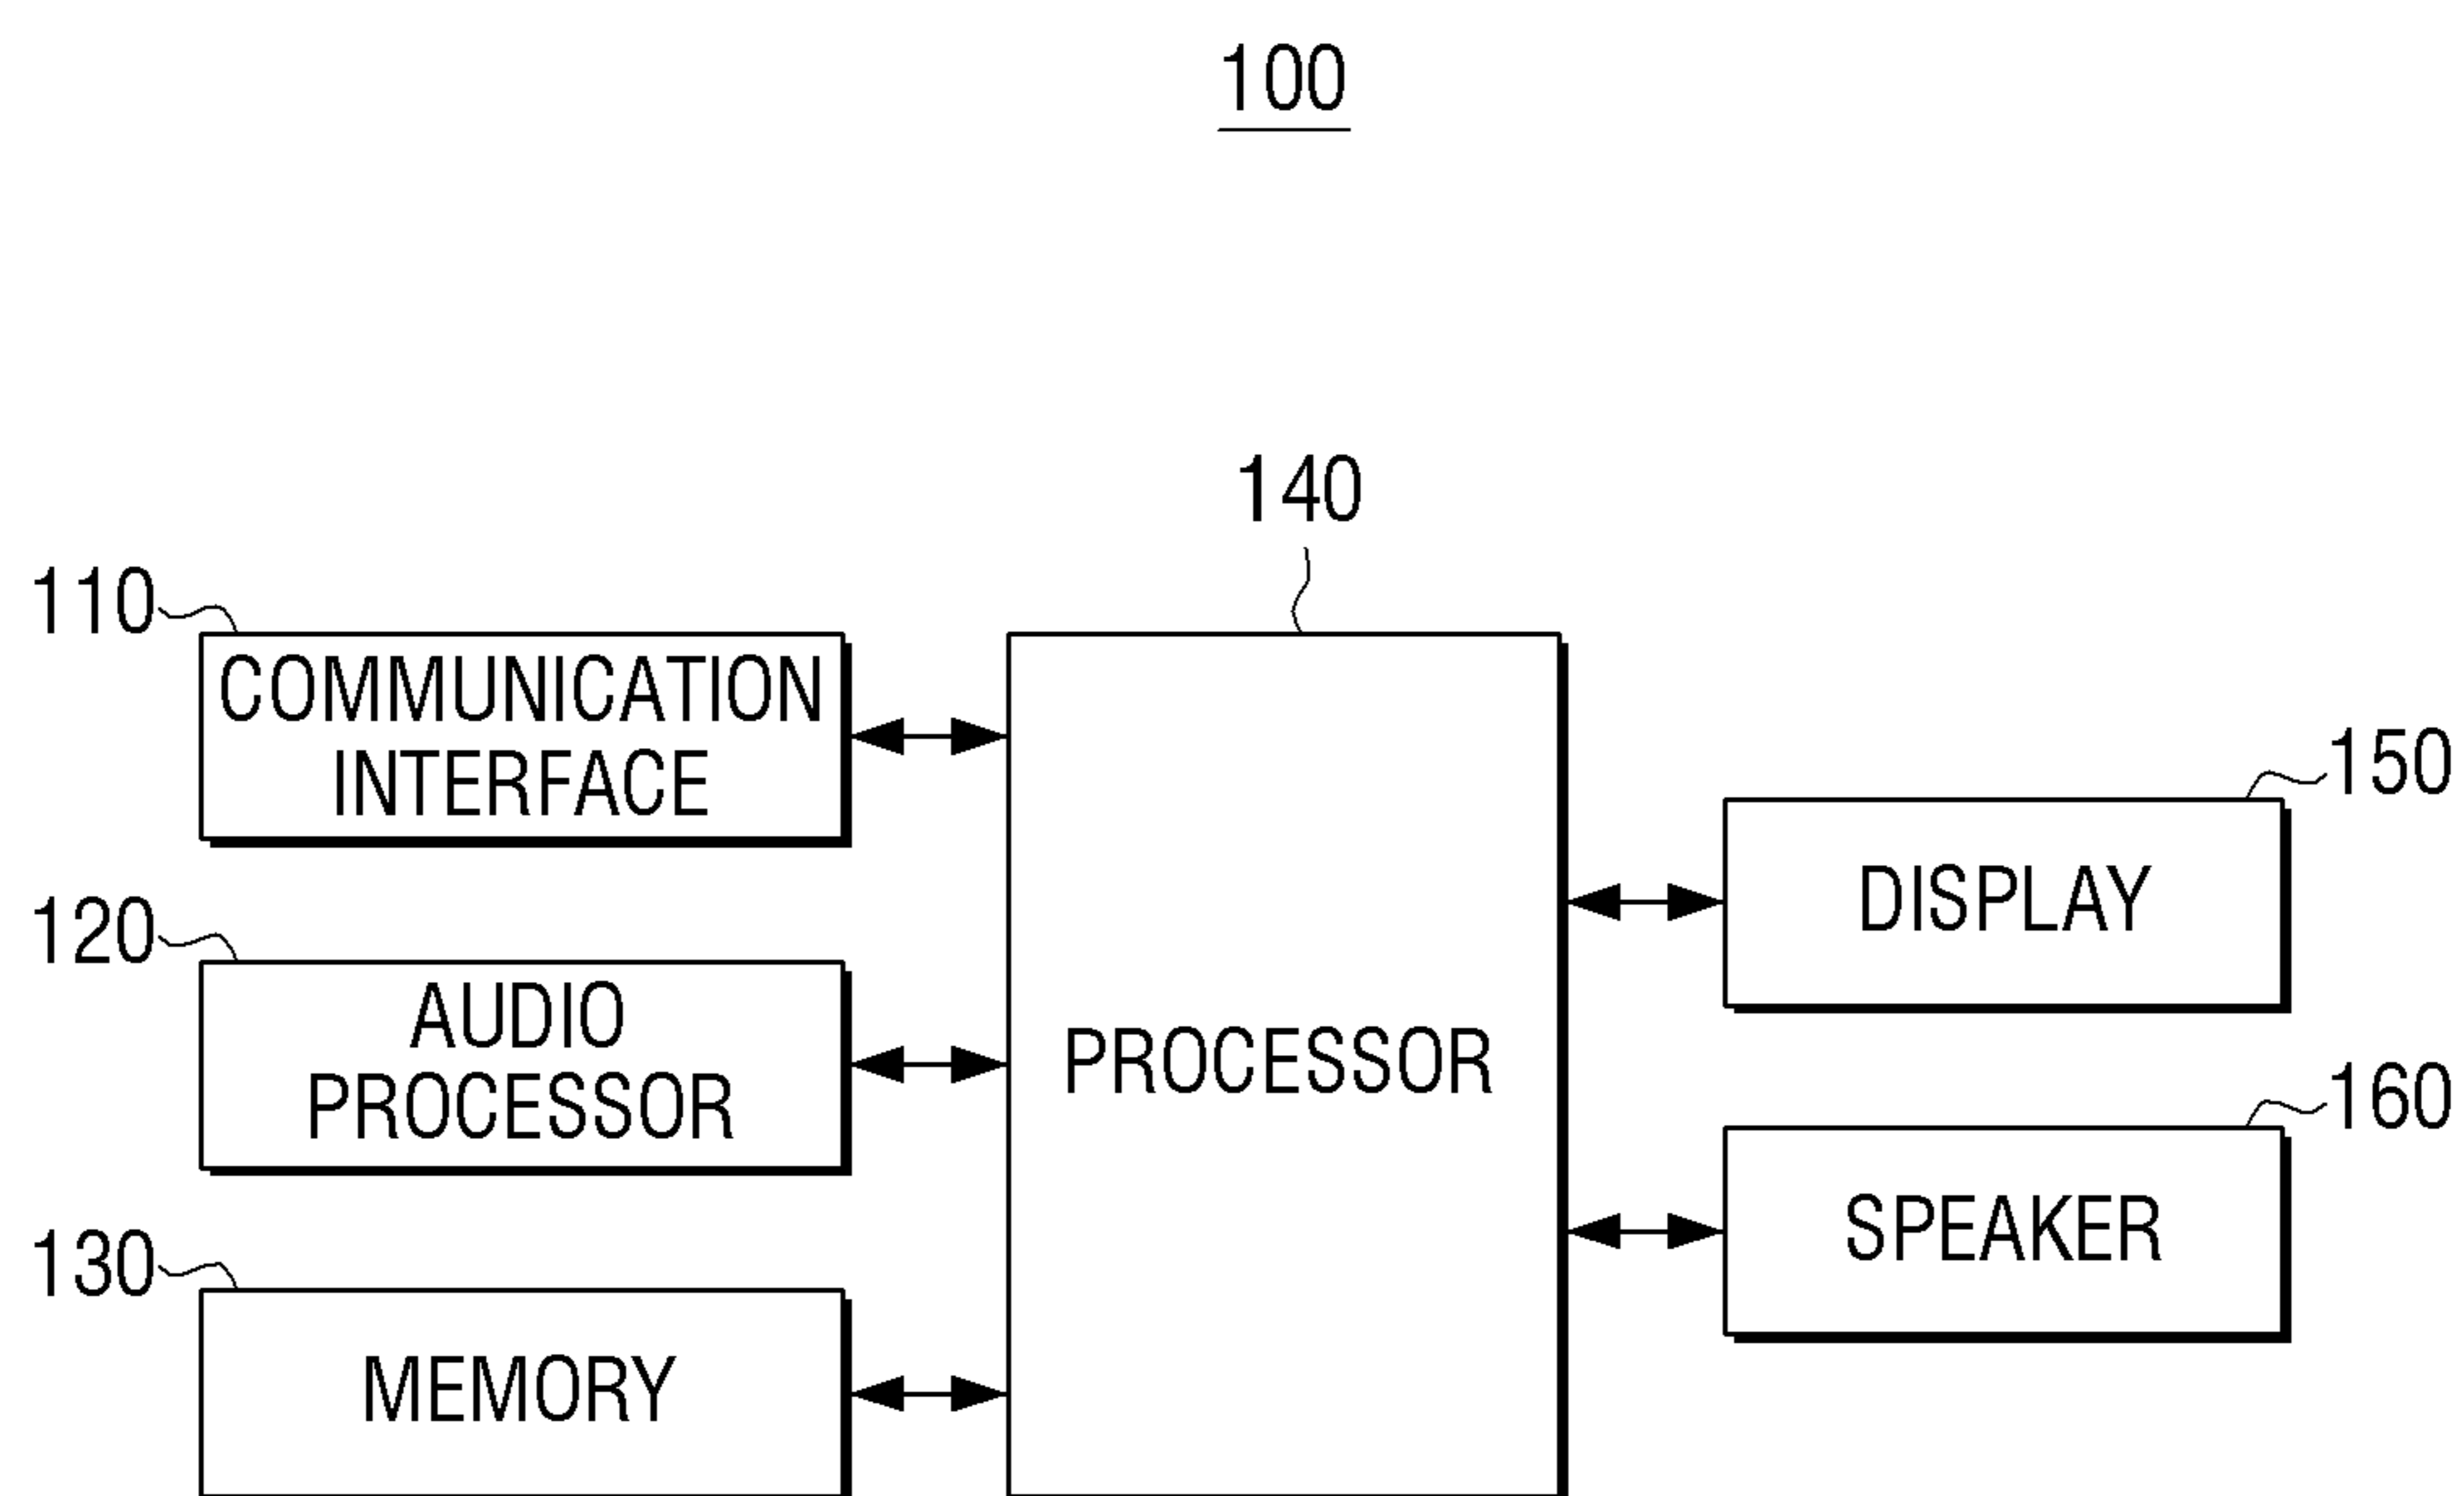 100
140
110
COMMUNICATION
INTERFACE
150
DISPLAY
120
AUDIO
PROCESSOR
PROCESSOR
160
SPEAKER
130
MEMORY